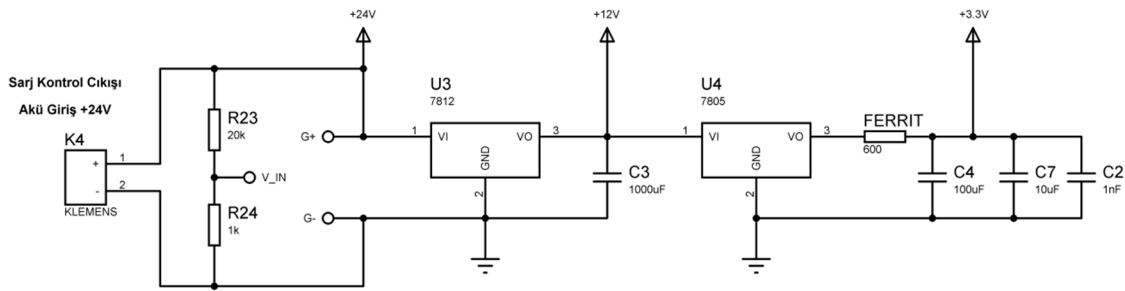 +24V
+12V
+3.3V
Sarj Kontrol Cıkışı
Akü Giriş +24V
K4
1
+
2
-
KLEMENS
R23
20k
V_IN
R24
1k
G+
G-
U3
7812
1
VI
VO
3
GND
2
C3
1000uF
U4
7805
1
VI
VO
3
GND
2
FERRIT
600
C4
100uF
C7
10uF
C2
1nF